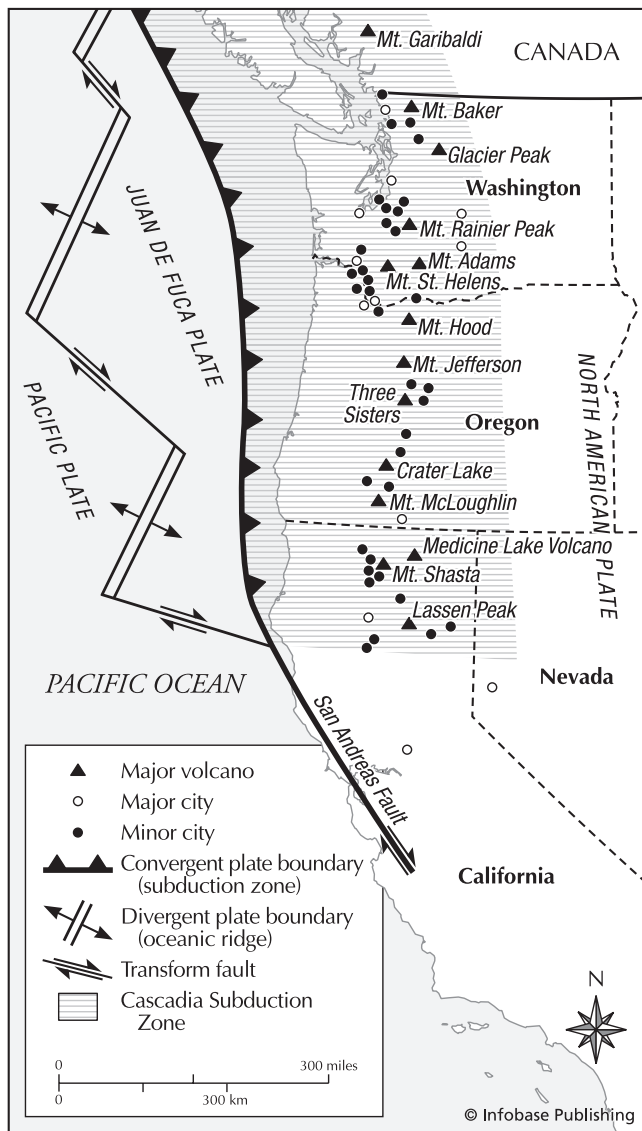 Mt. Garibaldi
CANADA
Mt. Baker
Glacier Peak
Washington
JUAN DE FUCA PLATE
Mt. Rainier Peak
Mt. Adams
Mt. St. Helens
Mt. Hood
PACIFIC PLATE
Mt. Jefferson
NORTH AMERICAN PLATE
Three
Sisters
Oregon
Crater Lake
Mt. McLoughlin
Medicine Lake Volcano
Mt. Shasta
Lassen Peak
PACIFIC OCEAN
Nevada
San Andreas Fault
California
Major volcano
Major city
Minor city
Convergent plate boundary
(subduction zone)
Divergent plate boundary
(oceanic ridge)
Transform fault
Cascadia Subduction
Zone
0 300 miles
0 300 km
N
© Infobase Publishing